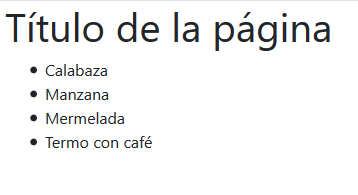 Título de la página
Calabaza
Manzana
Mermelada
Termo con café